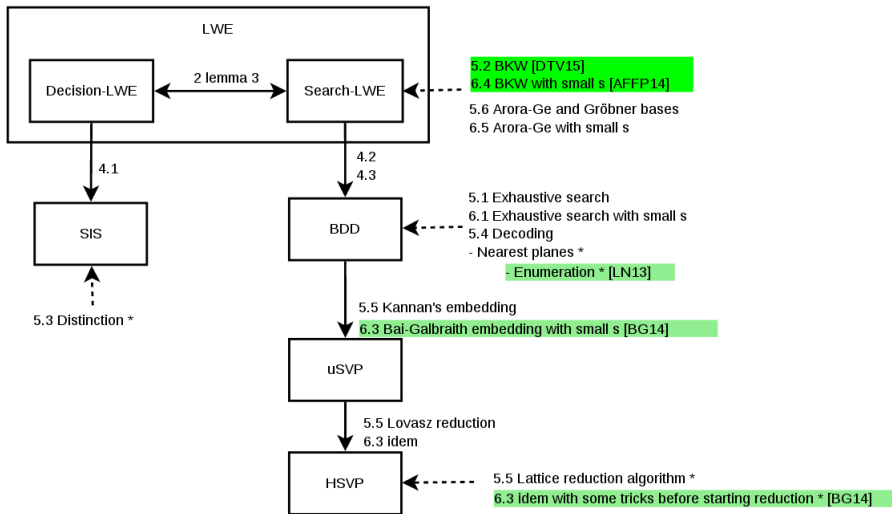 LWE
Decision-LWE
2 lemma 3
Search-LWE
5.2 BKW [DTV15]
6.4 BKW with small s [AFFP14]
5.6 Arora-Ge and Gröbner bases
6.5 Arora-Ge with small s
4.1
4.2
4.3
SIS
BDD
5.1 Exhaustive search
6.1 Exhaustive search with small s
5.4 Decoding
- Nearest planes *
- Enumeration * [LN13]
5.3 Distinction *
5.5 Kannan's embedding
6.3 Bai-Galbraith embedding with small s [BG14]
uSVP
5.5 Lovasz reduction
6.3 idem
HSVP
5.5 Lattice reduction algorithm *
6.3 idem with some tricks before starting reduction * [BG14]